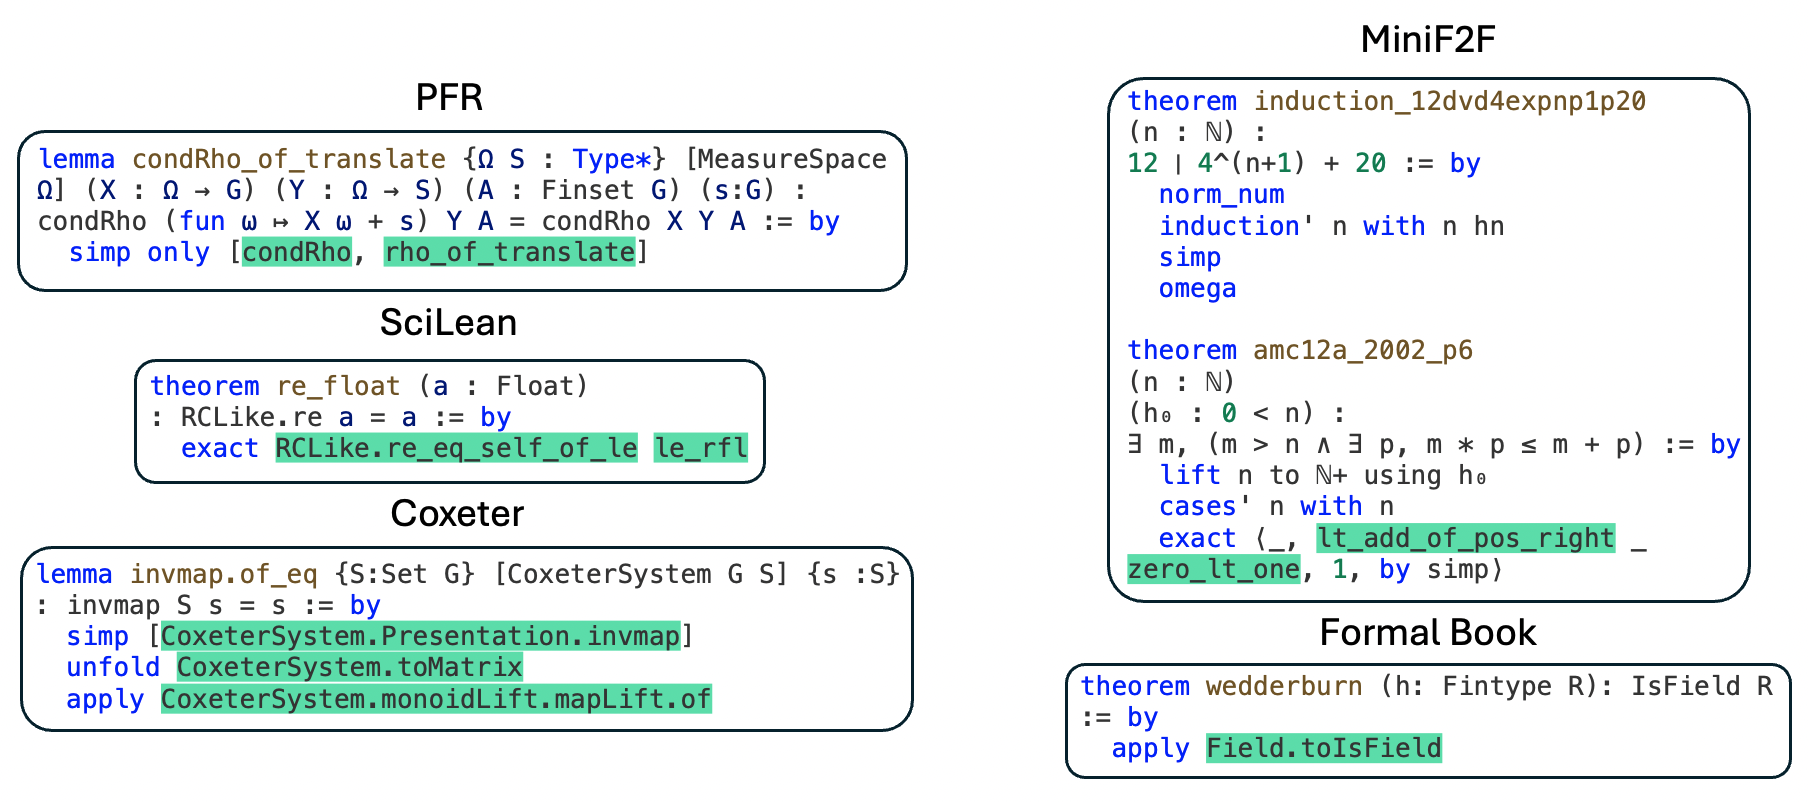 PFR
lemma condRho_of_translate {Ω S : Type*} [MeasureSpace
Ω] (X : Ω → G) (Y : Ω → S) (A : Finset G) (s:G) :
condRho (fun ω ↦ X ω + s) Y A = condRho X Y A := by
  simp only [condRho, rho_of_translate]
SciLean
theorem re_float (a : Float)
: RCLike.re a = a := by
  exact RCLike.re_eq_self_of_le le_rfl
Coxeter
lemma invmap.of_eq {S:Set G} [CoxeterSystem G S] {s :S}
: invmap S s = s := by
  simp [CoxeterSystem.Presentation.invmap]
  unfold CoxeterSystem.toMatrix
  apply CoxeterSystem.monoidLift.mapLift.of
MiniF2F
theorem induction_12dvd4expnp1p20
(n : ℕ) :
12 ∣ 4^(n+1) + 20 := by
  norm_num
  induction' n with n hn
  simp
  omega
theorem amc12a_2002_p6
(n : ℕ)
(h₀ : 0 < n) :
∃ m, (m > n ∧ ∃ p, m * p ≤ m + p) := by
  lift n to ℕ+ using h₀
  cases' n with n
  exact ⟨_, lt_add_of_pos_right _
zero_lt_one, 1, by simp⟩
Formal Book
theorem wedderburn (h: Fintype R): IsField R
:= by
  apply Field.toIsField